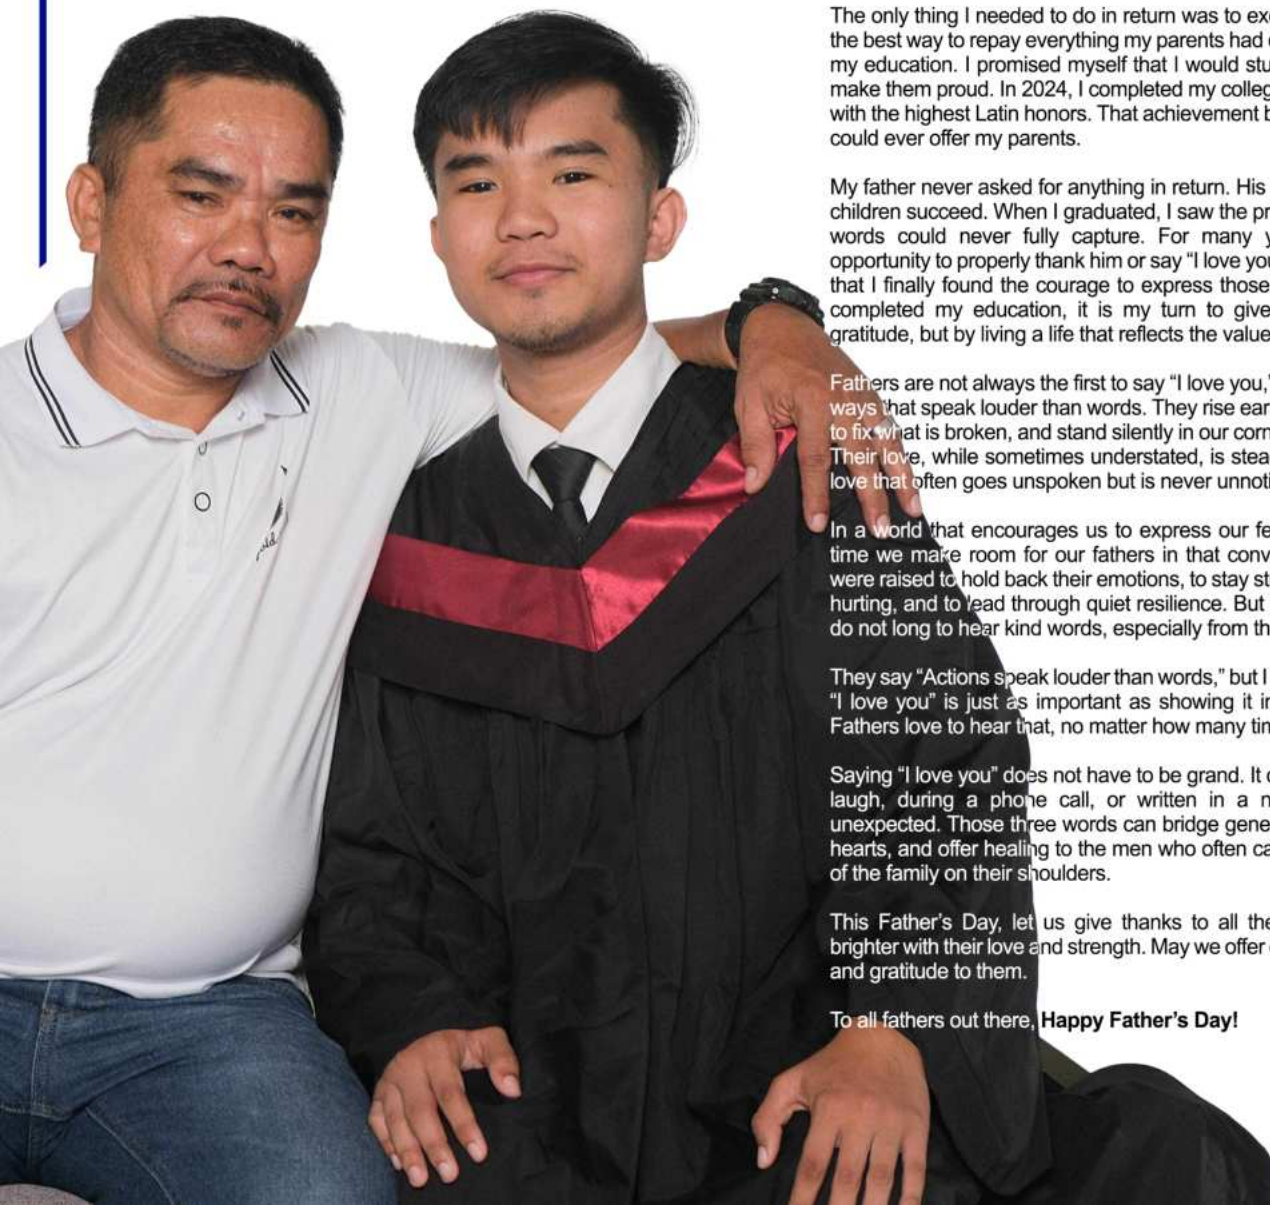 The only thing I needed to do in return was to
the best way to repay everything my parents had
my education. I promised myself that I would
make them proud. In 2024, I completed my
with the highest Latin honors. That achievement
could ever offer my parents.
My father never asked for anything in return. His
children succeed. When I graduated, I saw the
words could never fully capture. For many
opportunity to properly thank him or say “I love
that I finally found the courage to express those
completed my education, it is my turn to give
gratitude, but by living a life that reflects the
Fathers are not always the first to say “I love you,
ways that speak louder than words. They rise
to fix what is broken, and stand silently in our
Their love, while sometimes understated, is
love that often goes unspoken but is never
In a world that encourages us to express our
time we make room for our fathers in that
were raised to hold back their emotions, to stay
hurting, and to lead through quiet resilience. But
do not long to hear kind words, especially from
They say “Actions speak louder than words,” but I
“I love you” is just as important as showing it
Fathers love to hear that, no matter how many
Saying “I love you” does not have to be grand. It
laugh, during a phone call, or written in a
unexpected. Those three words can bridge
hearts, and offer healing to the men who often
of the family on their shoulders.
This Father’s Day, let us give thanks to all
brighter with their love and strength. May we offer
and gratitude to them.
To all fathers out there, Happy Father’s Day!